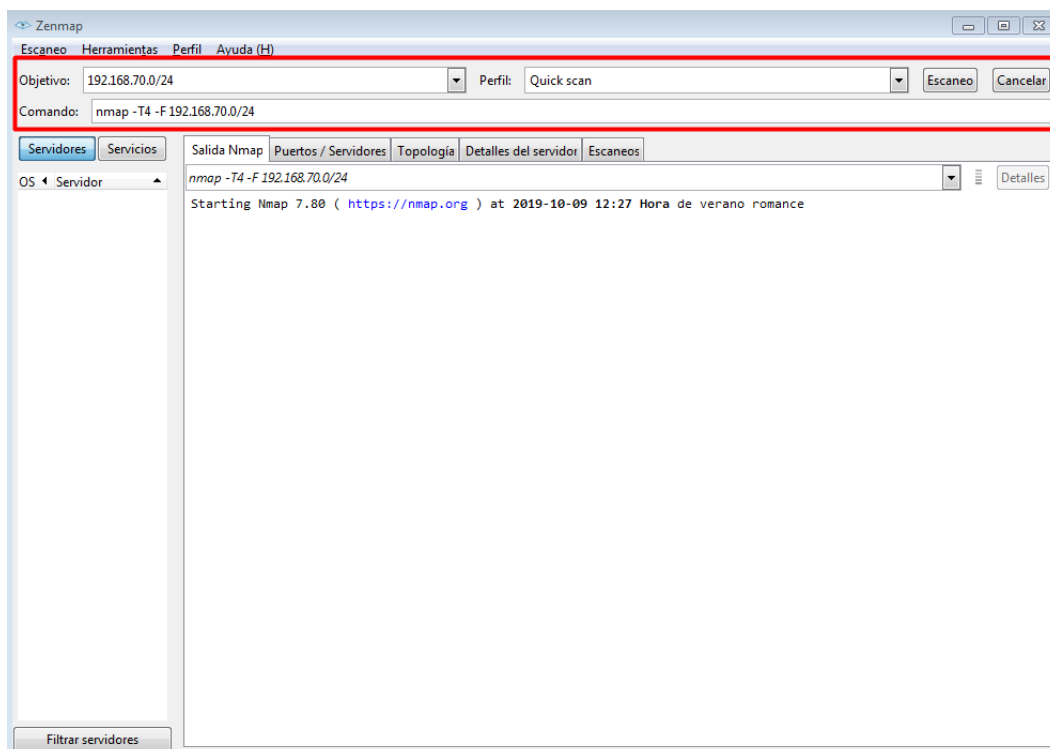 Zenmap
Escaneo Herramientas Perfil Ayuda (H)
Objetivo: 192.168.70.0/24 Perfil: Quick scan Escaneo Cancelar
Comando: nmap -T4 -F 192.168.70.0/24
Servidores Servicios Salida Nmap Puertos / Servidores Topología Detalles del servidor Escaneos
OS Servidor nmap -T4 -F 192.168.70.0/24 Detalles
Starting Nmap 7.80 ( https://nmap.org ) at 2019-10-09 12:27 Hora de verano romance
Filtrar servidores